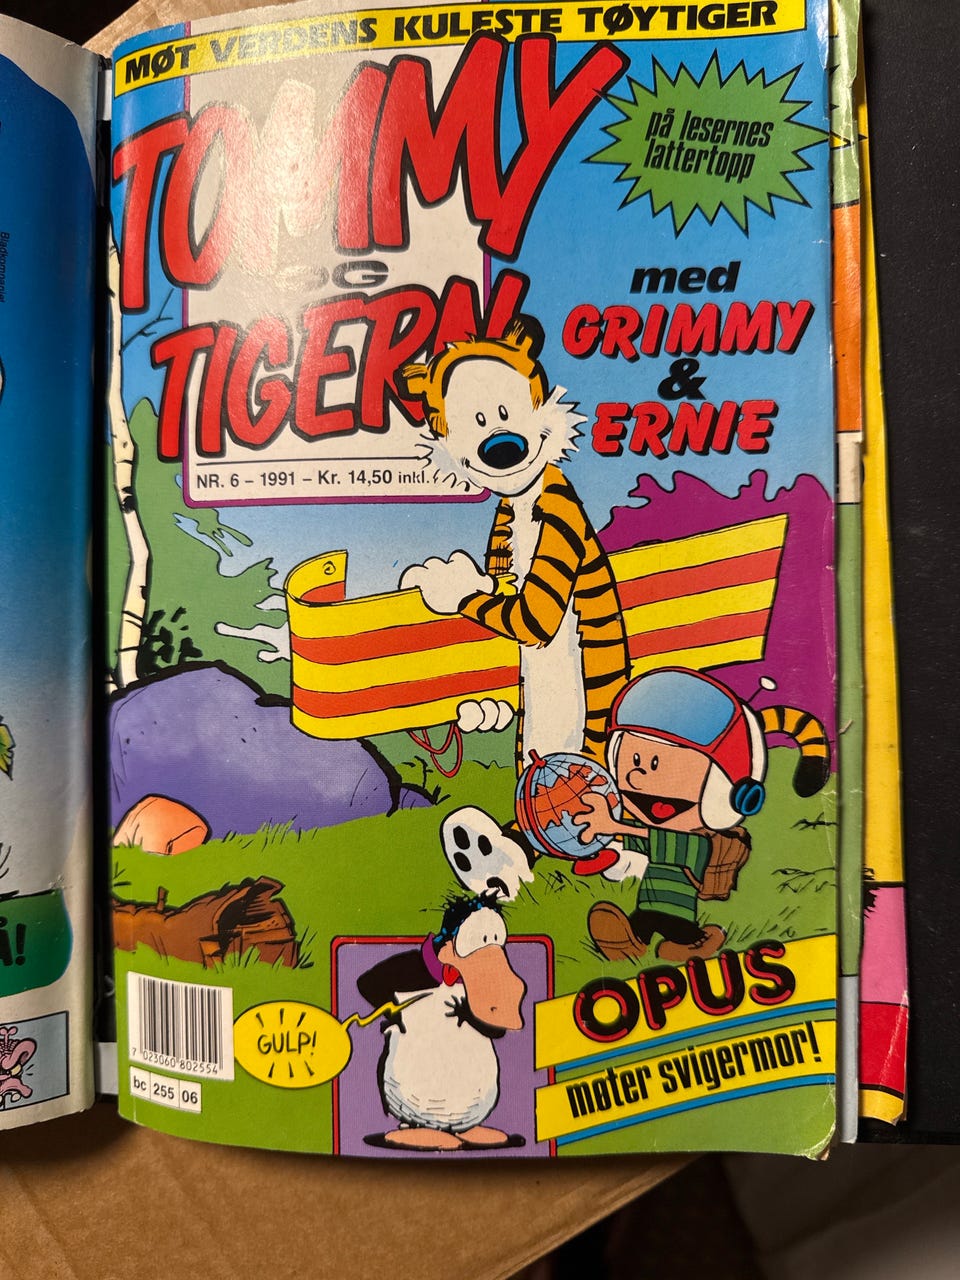 MØT VERDENS KULESTE TØYTIGER
TOMMY
OG
TIGERN
på lesernes
lattertopp
med
GRIMMY
&
ERNIE
NR. 6 – 1991 – Kr. 14,50 inkl.
Bladkompaniet
Å!
GULP!
OPUS
møter svigermor!
7 023060 802554
bc 255 06